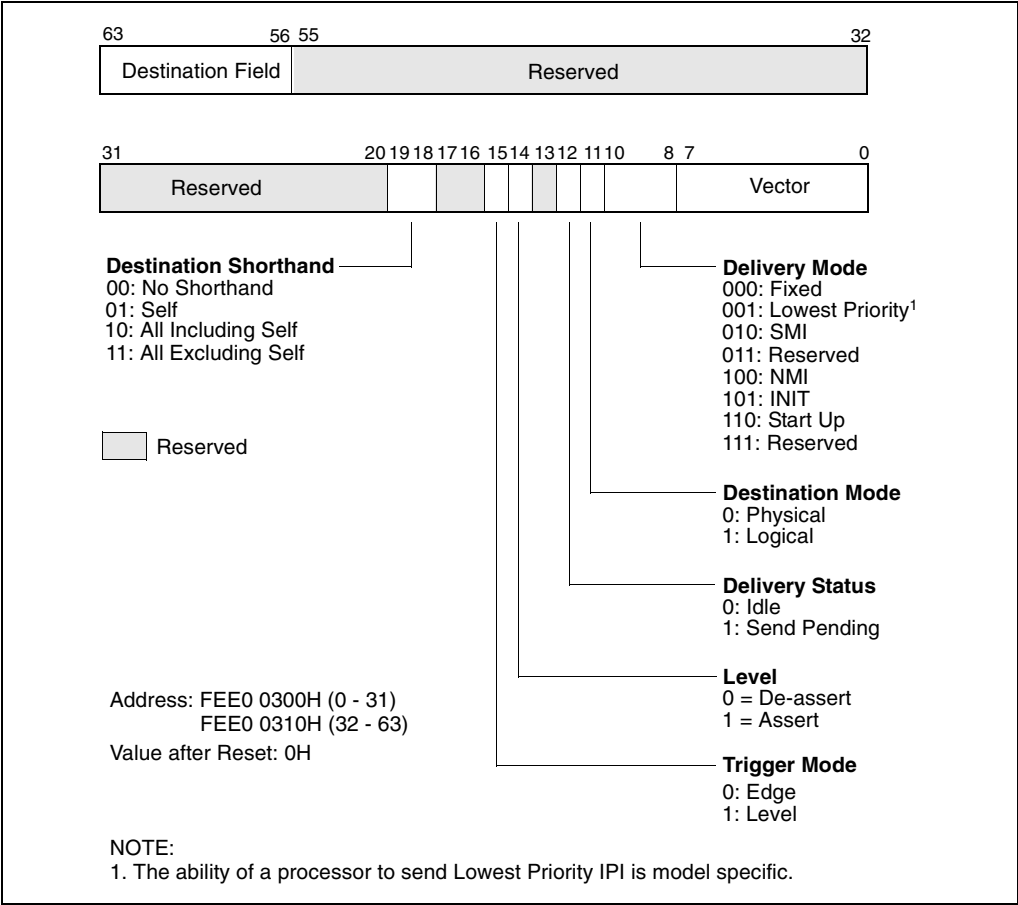 63 56 55 32
Destination Field Reserved
31 20 19 18 17 16 15 14 13 12 11 10 8 7 0
Reserved Vector
Destination Shorthand
00: No Shorthand
01: Self
10: All Including Self
11: All Excluding Self
Reserved
Delivery Mode
000: Fixed
001: Lowest Priority1
010: SMI
011: Reserved
100: NMI
101: INIT
110: Start Up
111: Reserved
Destination Mode
0: Physical
1: Logical
Delivery Status
0: Idle
1: Send Pending
Level
0 = De-assert
1 = Assert
Trigger Mode
0: Edge
1: Level
Address: FEE0 0300H (0 - 31)
FEE0 0310H (32 - 63)
Value after Reset: 0H
NOTE:
1. The ability of a processor to send Lowest Priority IPI is model specific.